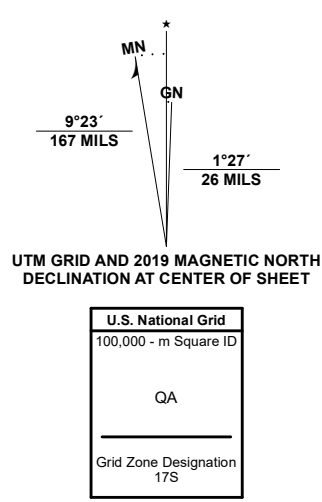 ★
MN
GN
9°23´
167 MILS
1°27´
26 MILS
UTM GRID AND 2019 MAGNETIC NORTH
DECLINATION AT CENTER OF SHEET
U.S. National Grid
100,000 - m Square ID
QA
Grid Zone Designation
17S